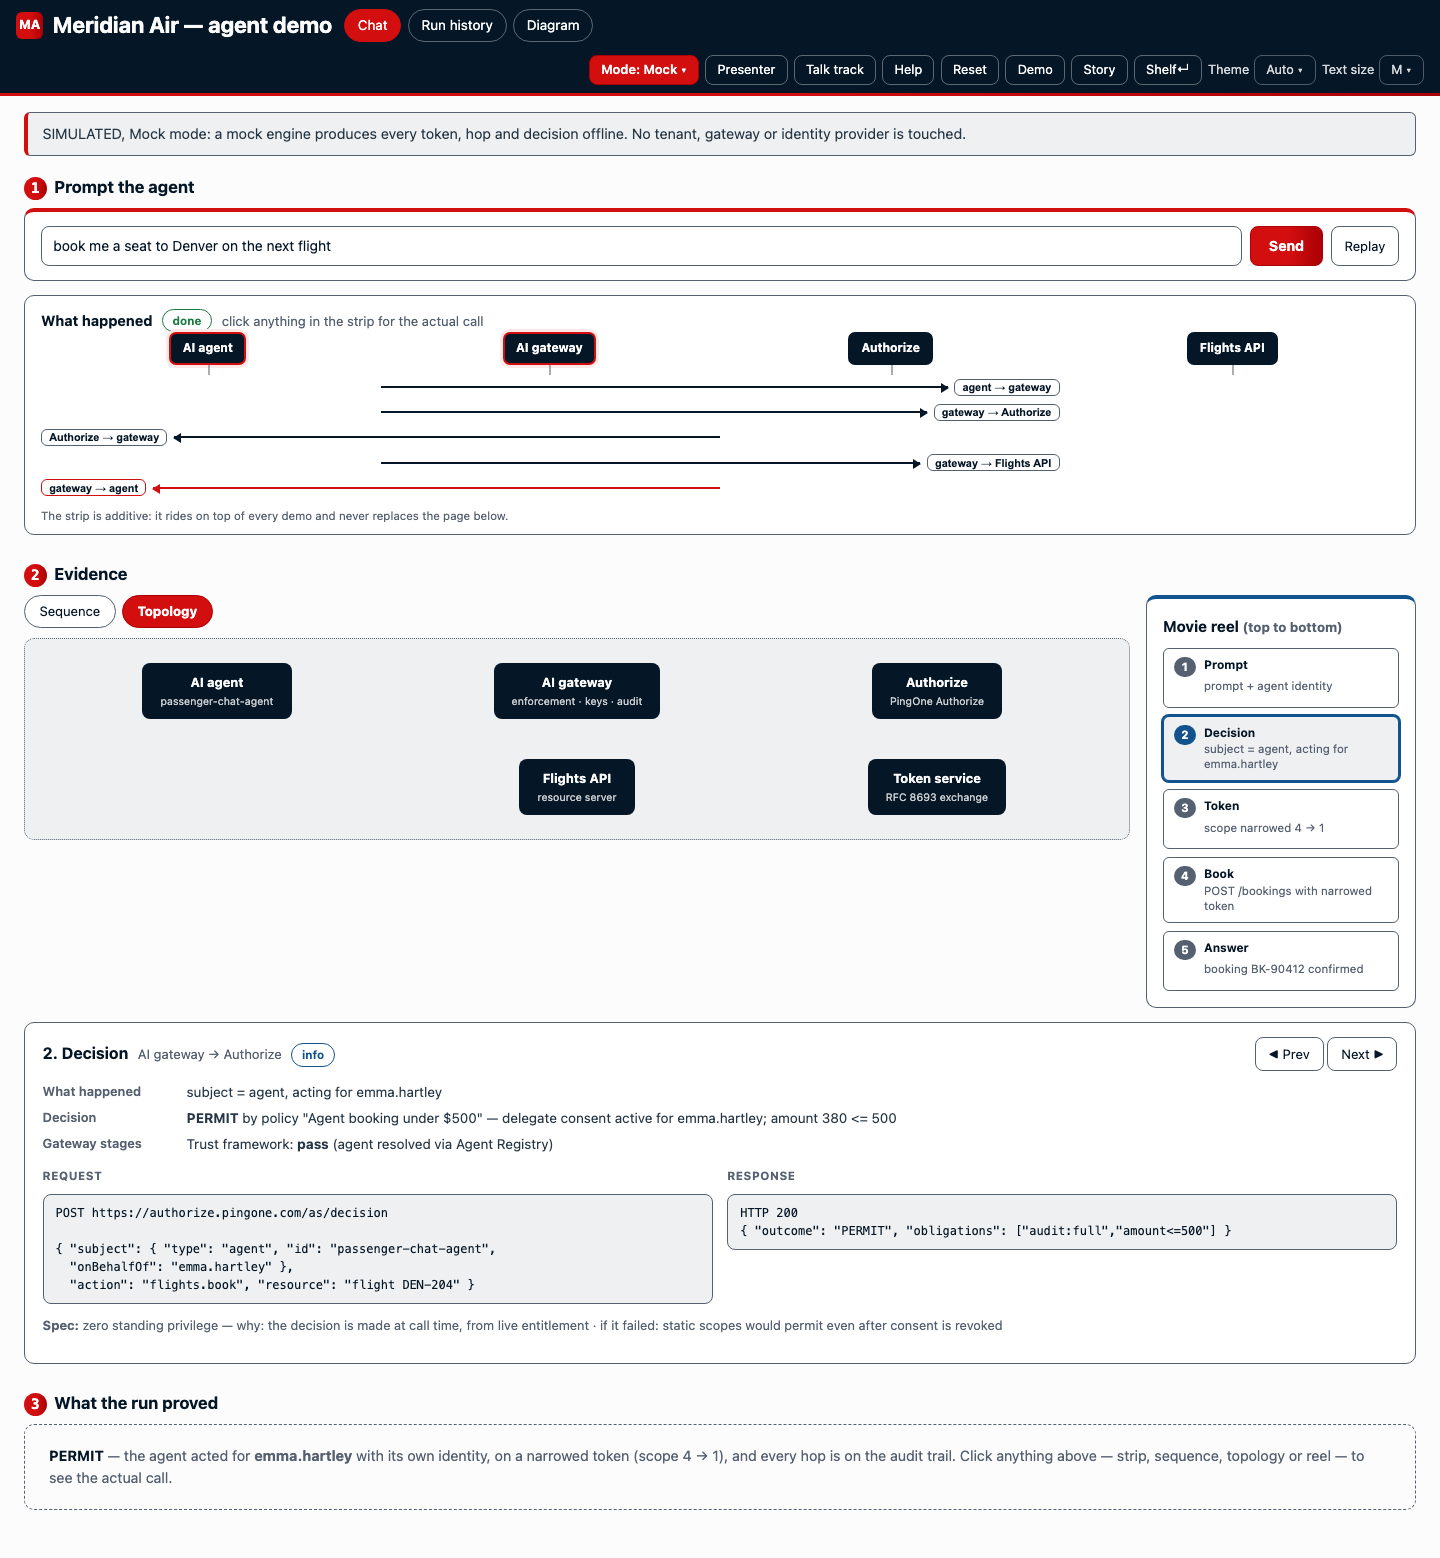 MA Meridian Air — agent demo Chat Run history Diagram
Mode: Mock ▾ Presenter Talk track Help Reset Demo Story Shelf↵ Theme Auto ▾ Text size M ▾
SIMULATED, Mock mode: a mock engine produces every token, hop and decision offline. No tenant, gateway or identity provider is touched.
1 Prompt the agent
book me a seat to Denver on the next flight Send Replay
What happened done click anything in the strip for the actual call
AI agent AI gateway Authorize Flights API
agent → gateway
gateway → Authorize
Authorize → gateway
gateway → Flights API
gateway → agent
The strip is additive: it rides on top of every demo and never replaces the page below.
2 Evidence
Sequence Topology
AI agent
passenger-chat-agent
AI gateway
enforcement · keys · audit
Authorize
PingOne Authorize
Flights API
resource server
Token service
RFC 8693 exchange
Movie reel (top to bottom)
1 Prompt
prompt + agent identity
2 Decision
subject = agent, acting for
emma.hartley
3 Token
scope narrowed 4 → 1
4 Book
POST /bookings with narrowed
token
5 Answer
booking BK-90412 confirmed
2. Decision AI gateway → Authorize info ◀ Prev Next ▶
What happened subject = agent, acting for emma.hartley
Decision PERMIT by policy "Agent booking under $500" — delegate consent active for emma.hartley; amount 380 <= 500
Gateway stages Trust framework: pass (agent resolved via Agent Registry)
REQUEST
POST https://authorize.pingone.com/as/decision
{ "subject": { "type": "agent", "id": "passenger-chat-agent",
"onBehalfOf": "emma.hartley" },
"action": "flights.book", "resource": "flight DEN-204" }
RESPONSE
HTTP 200
{ "outcome": "PERMIT", "obligations": ["audit:full","amount<=500"] }
Spec: zero standing privilege — why: the decision is made at call time, from live entitlement · if it failed: static scopes would permit even after consent is revoked
3 What the run proved
PERMIT — the agent acted for emma.hartley with its own identity, on a narrowed token (scope 4 → 1), and every hop is on the audit trail. Click anything above — strip, sequence, topology or reel — to
see the actual call.